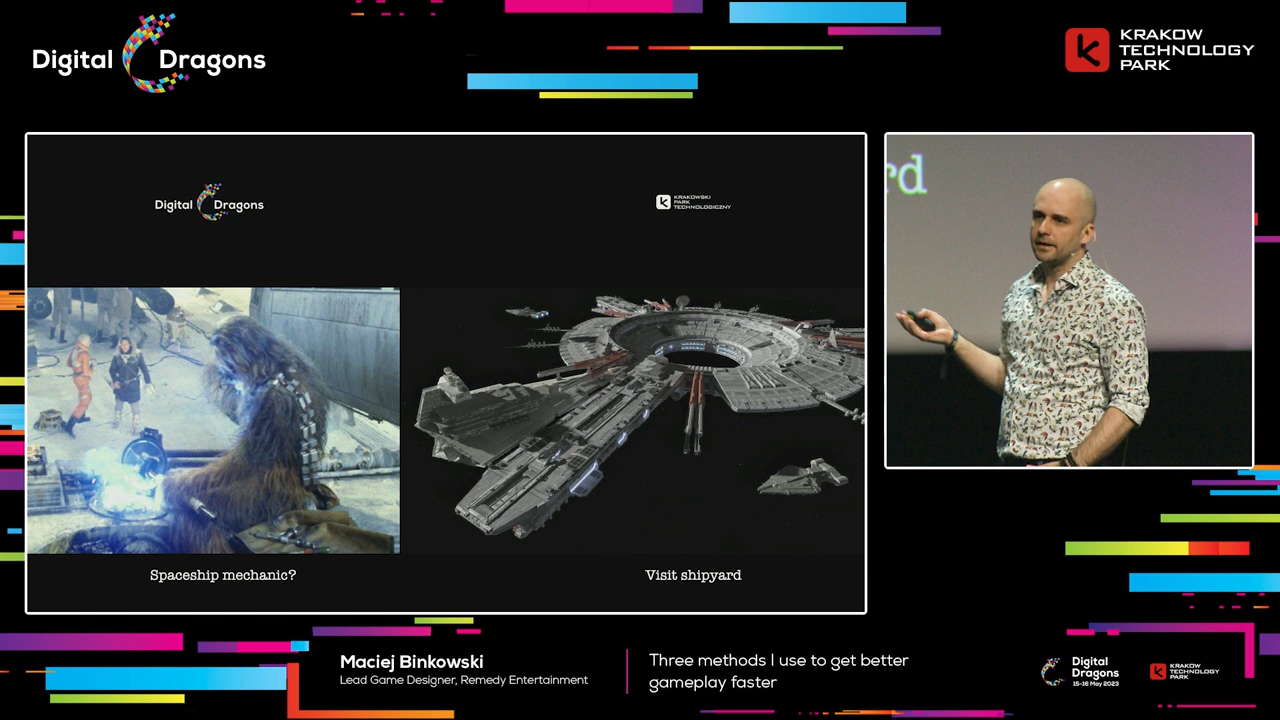 Digital Dragons
KRAKOW
TECHNOLOGY
PARK
Digital Dragons
KRAKOWSKI
PARK
TECHNOLOGICZNY
rd
Spaceship mechanic?
Visit shipyard
Maciej Binkowski
Lead Game Designer, Remedy Entertainment
Three methods I use to get better
gameplay faster
Digital
Dragons
15-16 May 2023
KRAKOW
TECHNOLOGY
PARK